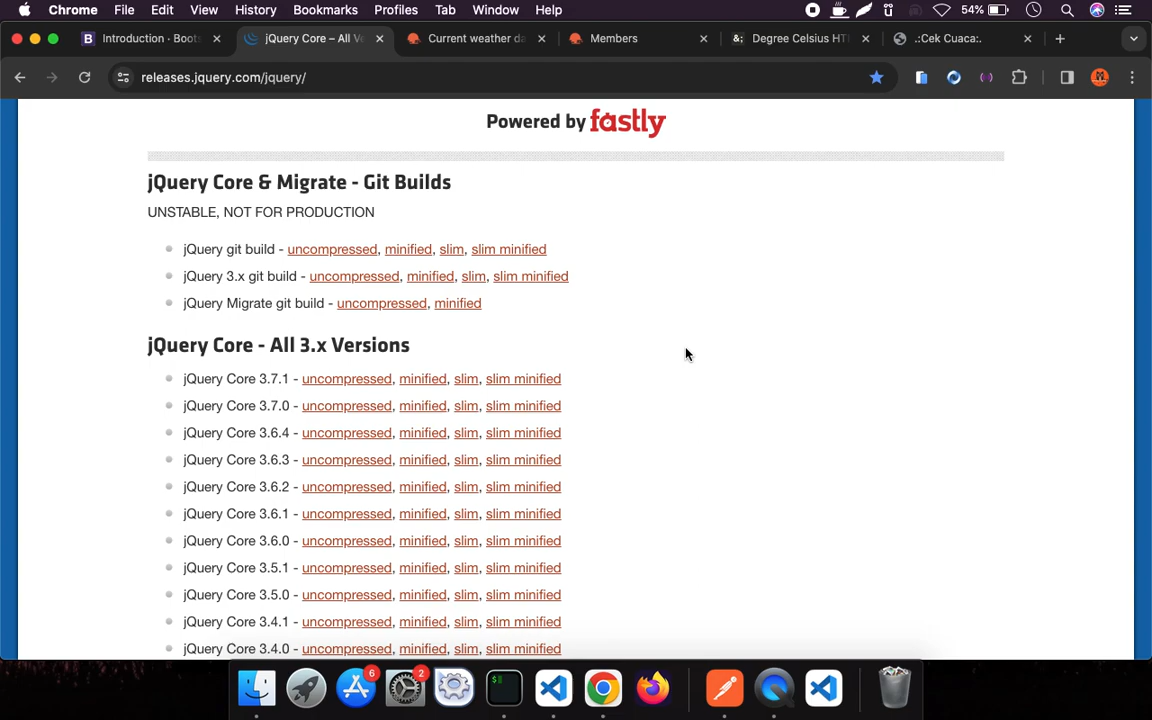 Chrome File Edit View History Bookmarks Profiles Tab Window Help 54%
Introduction · Boots jQuery Core – All Ve Current weather da Members Degree Celsius HT .:Cek Cuaca:.
releases.jquery.com/jquery/
Powered by fastly
jQuery Core & Migrate - Git Builds
UNSTABLE, NOT FOR PRODUCTION
jQuery git build - uncompressed, minified, slim, slim minified
jQuery 3.x git build - uncompressed, minified, slim, slim minified
jQuery Migrate git build - uncompressed, minified
jQuery Core - All 3.x Versions
jQuery Core 3.7.1 - uncompressed, minified, slim, slim minified
jQuery Core 3.7.0 - uncompressed, minified, slim, slim minified
jQuery Core 3.6.4 - uncompressed, minified, slim, slim minified
jQuery Core 3.6.3 - uncompressed, minified, slim, slim minified
jQuery Core 3.6.2 - uncompressed, minified, slim, slim minified
jQuery Core 3.6.1 - uncompressed, minified, slim, slim minified
jQuery Core 3.6.0 - uncompressed, minified, slim, slim minified
jQuery Core 3.5.1 - uncompressed, minified, slim, slim minified
jQuery Core 3.5.0 - uncompressed, minified, slim, slim minified
jQuery Core 3.4.1 - uncompressed, minified, slim, slim minified
jQuery Core 3.4.0 - uncompressed, minified, slim, slim minified
6 2